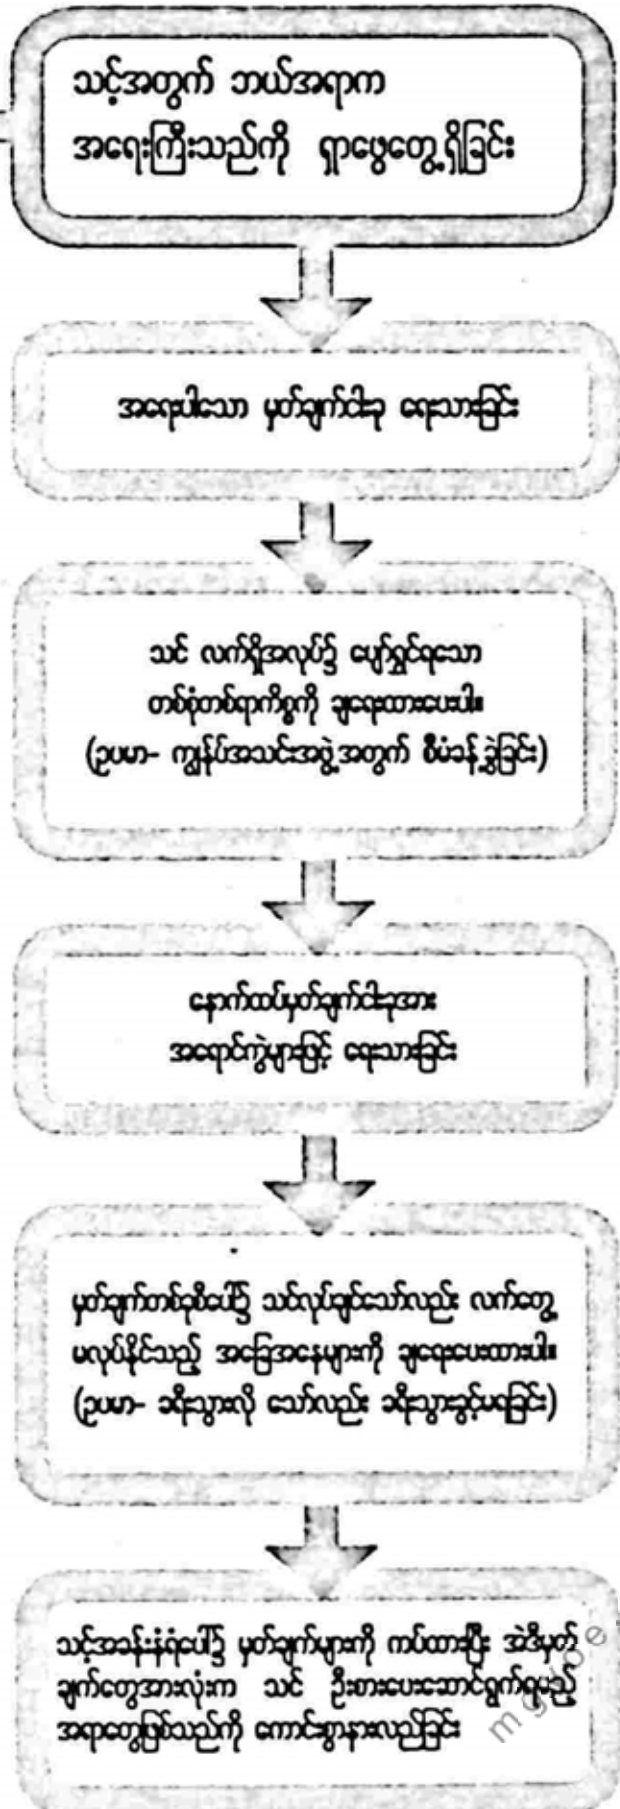 သင့်အတွက် ဘယ်အရာက
အရေးကြီးသည်ကို ရှာဖွေတွေ့ရှိခြင်း
အရေးပါသော မှတ်ချက်ငါးခု ရေးသားခြင်း
သင် လက်ရှိအလုပ်၌ ပျော်ရွှင်ရသော
တစ်စုံတစ်ရာကိစ္စကို ချရေးထားပေးပါ။
(ဥပမာ- ကျွန်ုပ်အသင်းအဖွဲ့အတွက် စီမံခန့်ခွဲခြင်း)
နောက်ထပ်မှတ်ချက်ငါးခုအား
အရောင်ကွဲများဖြင့် ရေးသားခြင်း
မှတ်ချက်တစ်ခုစီပေါ်၌ သင်လုပ်ချင်သော်လည်း လက်တွေ့
မလုပ်နိုင်သည့် အခြေအနေများကို ချရေးပေးထားပါ။
(ဥပမာ- ခရီးသွားလို သော်လည်း ခရီးသွားခွင့်မရခြင်း)
သင့်အခန်းနံရံပေါ်၌ မှတ်ချက်များကို ကပ်ထားပြီး အဲဒီမှတ်
ချက်တွေအားလုံးက သင် ဦးစားပေးဆောင်ရွက်ရမည့်
အရာတွေဖြစ်သည်ကို ကောင်းစွာနားလည်ခြင်း